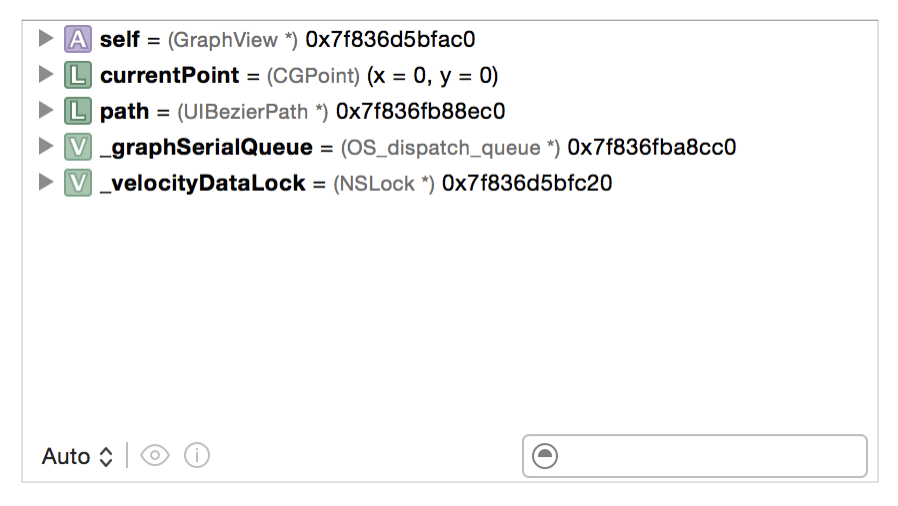 A self = (GraphView *) 0x7f836d5bfac0
L currentPoint = (CGPoint) (x = 0, y = 0)
L path = (UIBezierPath *) 0x7f836fb88ec0
V _graphSerialQueue = (OS_dispatch_queue *) 0x7f836fba8cc0
V _velocityDataLock = (NSLock *) 0x7f836d5bfc20
Auto